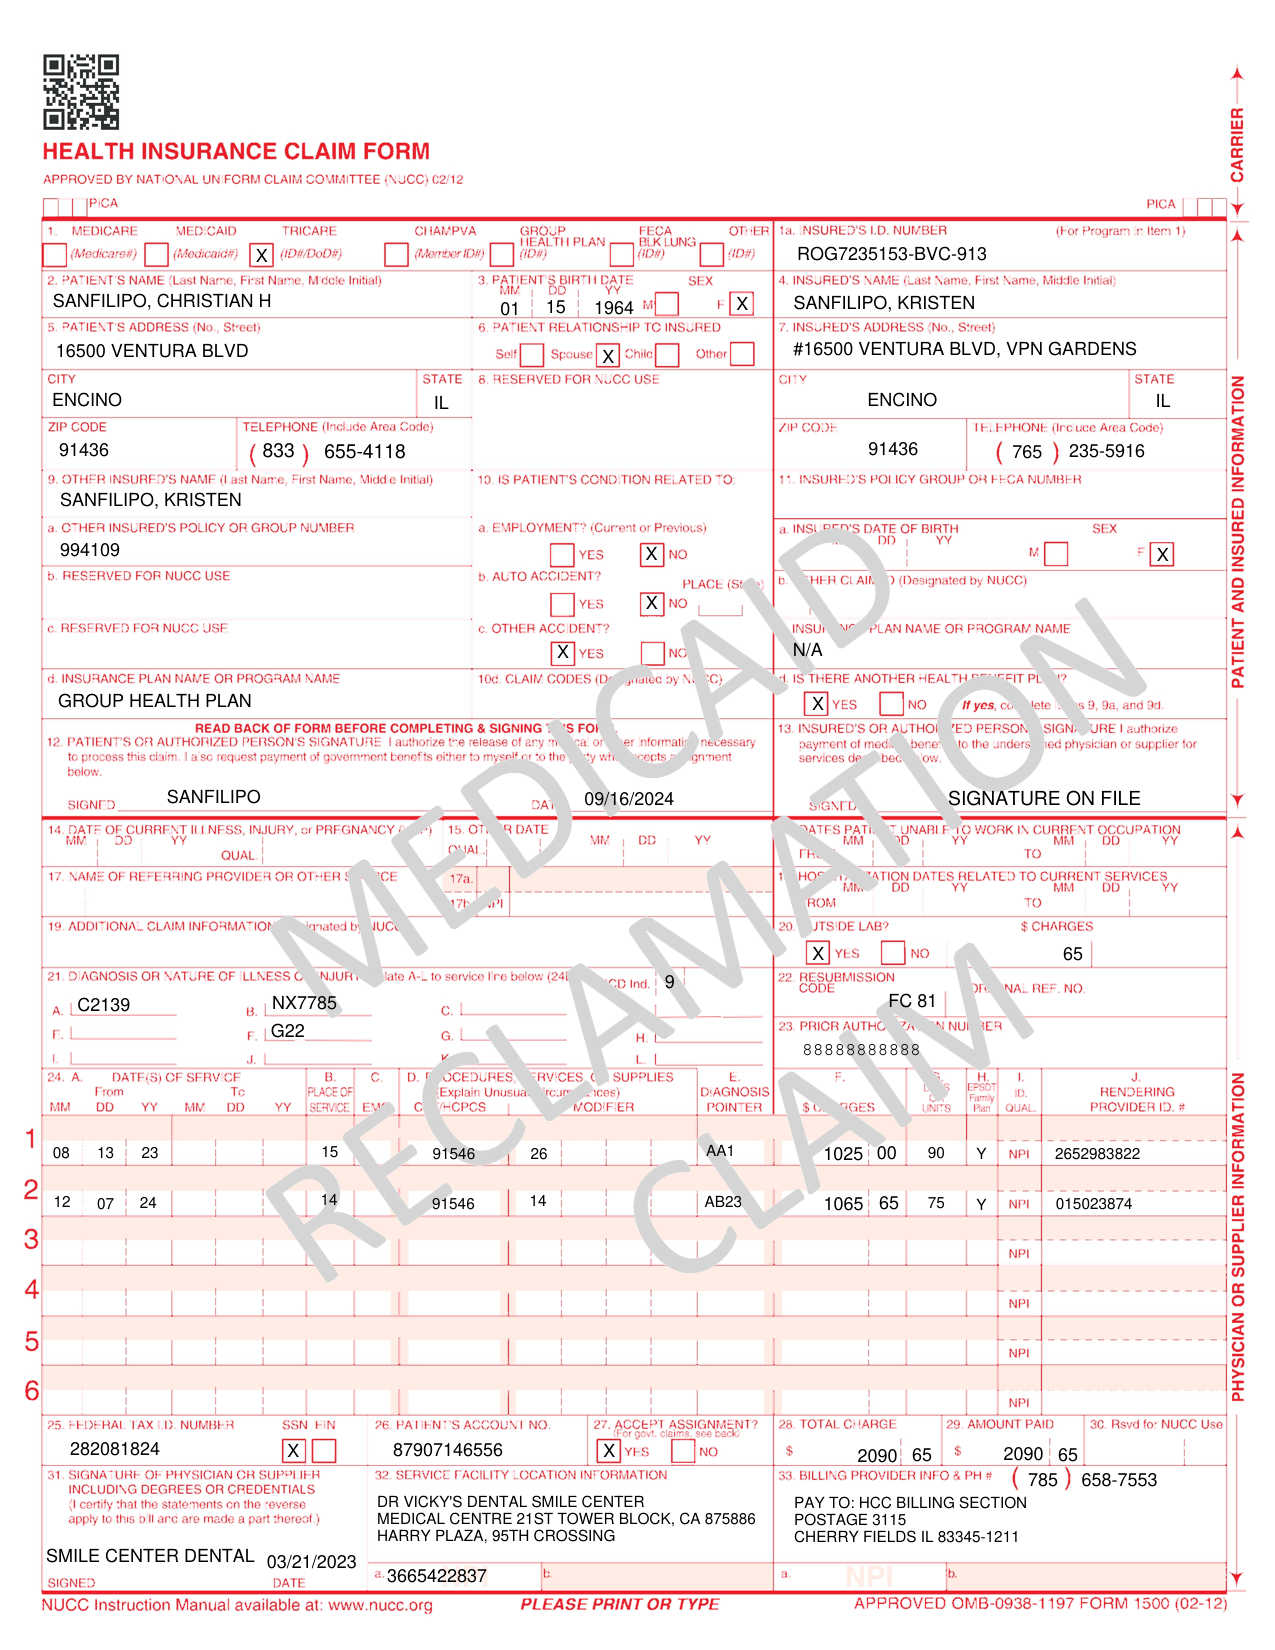 HEALTH INSURANCE CLAIM FORM
APPROVED BY NATIONAL UNIFORM CLAIM COMMITTEE (NUCC) 02/12
PICA
PICA
CARRIER
1. MEDICARE MEDICAID TRICARE CHAMPVA GROUP HEALTH PLAN FECA BLK LUNG OTHER
(Medicare#) (Medicaid#) X (ID#/DoD#) (Member ID#) (ID#) (ID#) (ID#)
1a. INSURED'S I.D. NUMBER (For Program in Item 1)
ROG7235153-BVC-913
2. PATIENT'S NAME (Last Name, First Name, Middle Initial)
SANFILIPO, CHRISTIAN H
3. PATIENT'S BIRTH DATE SEX
MM DD YY
01 15 1964 M F X
4. INSURED'S NAME (Last Name, First Name, Middle Initial)
SANFILIPO, KRISTEN
5. PATIENT'S ADDRESS (No., Street)
16500 VENTURA BLVD
6. PATIENT RELATIONSHIP TO INSURED
Self Spouse X Child Other
7. INSURED'S ADDRESS (No., Street)
#16500 VENTURA BLVD, VPN GARDENS
CITY STATE
ENCINO IL
8. RESERVED FOR NUCC USE
CITY STATE
ENCINO IL
ZIP CODE TELEPHONE (Include Area Code)
91436 (833) 655-4118
ZIP CODE TELEPHONE (Include Area Code)
91436 (765) 235-5916
9. OTHER INSURED'S NAME (Last Name, First Name, Middle Initial)
SANFILIPO, KRISTEN
10. IS PATIENT'S CONDITION RELATED TO:
11. INSURED'S POLICY GROUP OR FECA NUMBER
a. OTHER INSURED'S POLICY OR GROUP NUMBER
994109
a. EMPLOYMENT? (Current or Previous)
YES X NO
a. INSURED'S DATE OF BIRTH SEX
DD YY
M F X
b. RESERVED FOR NUCC USE
b. AUTO ACCIDENT? PLACE (State)
YES X NO
b. OTHER CLAIM ID (Designated by NUCC)
c. RESERVED FOR NUCC USE
c. OTHER ACCIDENT?
X YES NO
INSURANCE PLAN NAME OR PROGRAM NAME
N/A
d. INSURANCE PLAN NAME OR PROGRAM NAME
GROUP HEALTH PLAN
10d. CLAIM CODES (Designated by NUCC)
d. IS THERE ANOTHER HEALTH BENEFIT PLAN?
X YES NO If yes, complete items 9, 9a, and 9d.
READ BACK OF FORM BEFORE COMPLETING & SIGNING THIS FORM.
12. PATIENT'S OR AUTHORIZED PERSON'S SIGNATURE I authorize the release of any medical or other information necessary
to process this claim. I also request payment of government benefits either to myself or to the party who accepts assignment
below.
SIGNED SANFILIPO DATE 09/16/2024
13. INSURED'S OR AUTHORIZED PERSON'S SIGNATURE I authorize
payment of medical benefits to the undersigned physician or supplier for
services described below.
SIGNED SIGNATURE ON FILE
PATIENT AND INSURED INFORMATION
14. DATE OF CURRENT ILLNESS, INJURY, or PREGNANCY (LMP)
MM DD YY
QUAL.
15. OTHER DATE
QUAL. MM DD YY
16. DATES PATIENT UNABLE TO WORK IN CURRENT OCCUPATION
MM DD YY MM DD YY
FROM TO
17. NAME OF REFERRING PROVIDER OR OTHER SOURCE
17a.
17b. NPI
18. HOSPITALIZATION DATES RELATED TO CURRENT SERVICES
MM DD YY MM DD YY
FROM TO
19. ADDITIONAL CLAIM INFORMATION (Designated by NUCC)
20. OUTSIDE LAB? $ CHARGES
X YES NO 65
21. DIAGNOSIS OR NATURE OF ILLNESS OR INJURY Relate A-L to service line below (24E) ICD Ind. 9
A. C2139 B. NX7785 C.
E. F. G22 G. H.
I. J. K. L.
22. RESUBMISSION CODE ORIGINAL REF. NO.
FC 81
23. PRIOR AUTHORIZATION NUMBER
88888888888
24. A. DATE(S) OF SERVICE B. C. D. PROCEDURES, SERVICES, OR SUPPLIES E. F. G. H. I. J.
From To PLACE OF (Explain Unusual Circumstances) DIAGNOSIS DAYS OR EPSDT Family ID. RENDERING
MM DD YY MM DD YY SERVICE EMG CPT/HCPCS MODIFIER POINTER $ CHARGES UNITS Plan QUAL. PROVIDER ID. #
1 08 13 23 15 91546 26 AA1 1025 00 90 Y NPI 2652983822
2 12 07 24 14 91546 14 AB23 1065 65 75 Y NPI 015023874
3 NPI
4 NPI
5 NPI
6 NPI
25. FEDERAL TAX I.D. NUMBER SSN EIN
282081824 X
26. PATIENT'S ACCOUNT NO.
87907146556
27. ACCEPT ASSIGNMENT?
(For govt. claims, see back)
X YES NO
28. TOTAL CHARGE
$ 2090 65
29. AMOUNT PAID
$ 2090 65
30. Rsvd for NUCC Use
31. SIGNATURE OF PHYSICIAN OR SUPPLIER
INCLUDING DEGREES OR CREDENTIALS
(I certify that the statements on the reverse
apply to this bill and are made a part thereof.)
SMILE CENTER DENTAL 03/21/2023
SIGNED DATE
32. SERVICE FACILITY LOCATION INFORMATION
DR VICKY'S DENTAL SMILE CENTER
MEDICAL CENTRE 21ST TOWER BLOCK, CA 875886
HARRY PLAZA, 95TH CROSSING
a. 3665422837 NPI b.
33. BILLING PROVIDER INFO & PH # (785) 658-7553
PAY TO: HCC BILLING SECTION
POSTAGE 3115
CHERRY FIELDS IL 83345-1211
a. NPI b.
PHYSICIAN OR SUPPLIER INFORMATION
NUCC Instruction Manual available at: www.nucc.org
PLEASE PRINT OR TYPE
APPROVED OMB-0938-1197 FORM 1500 (02-12)
MEDICAID
RECLAMATION
CLAIM